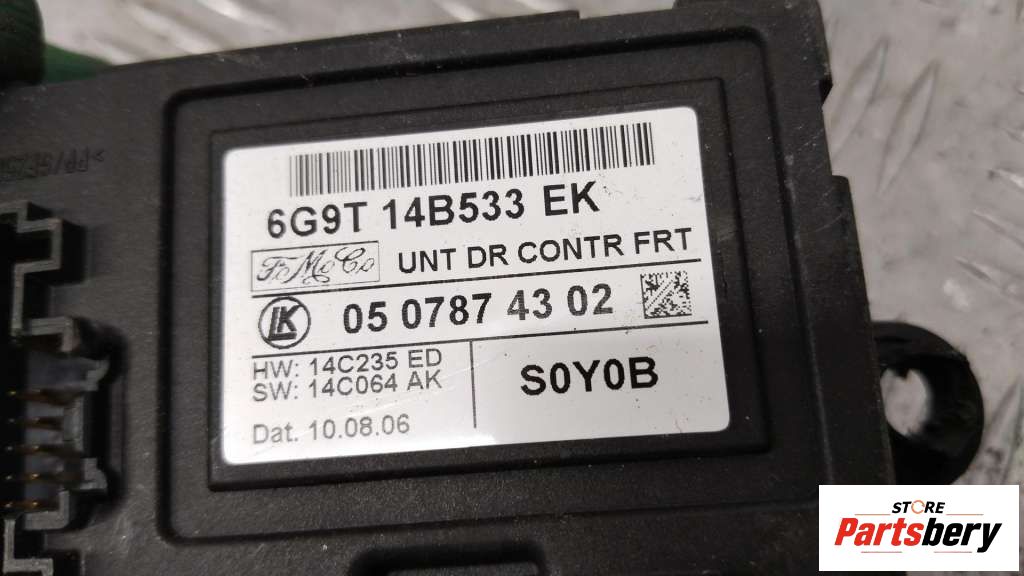 6G9T 14B533 EK
FoMoCo
UNT DR CONTR FRT
LK
05 0787 43 02
HW: 14C235 ED
SW: 14C064 AK
S0Y0B
Dat. 10.08.06
STORE
Partsbery